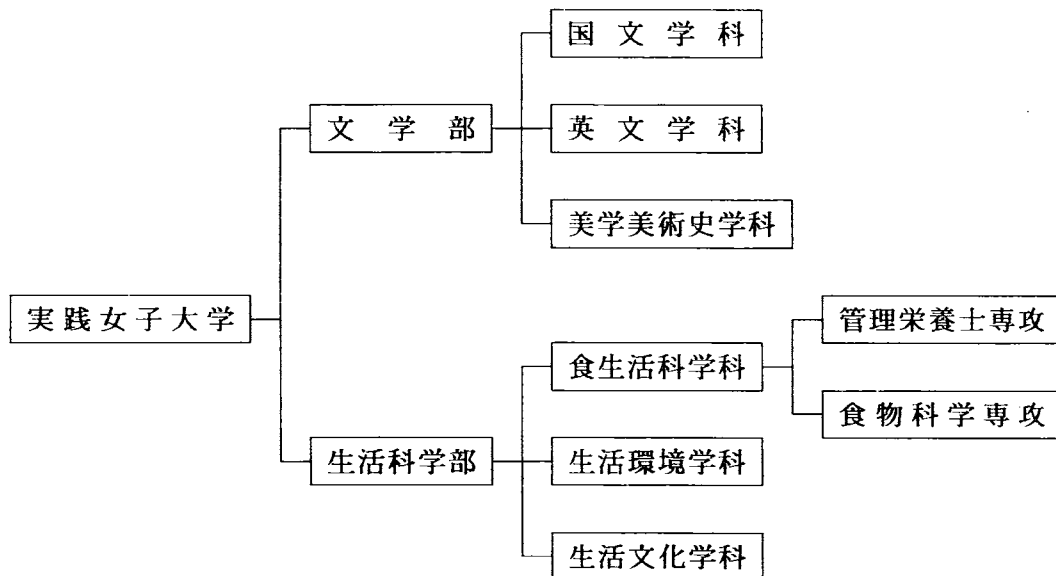 国文学科
文学部
英文学科
美学美術史学科
実践女子大学
管理栄養士専攻
食生活科学科
食物科学専攻
生活科学部
生活環境学科
生活文化学科